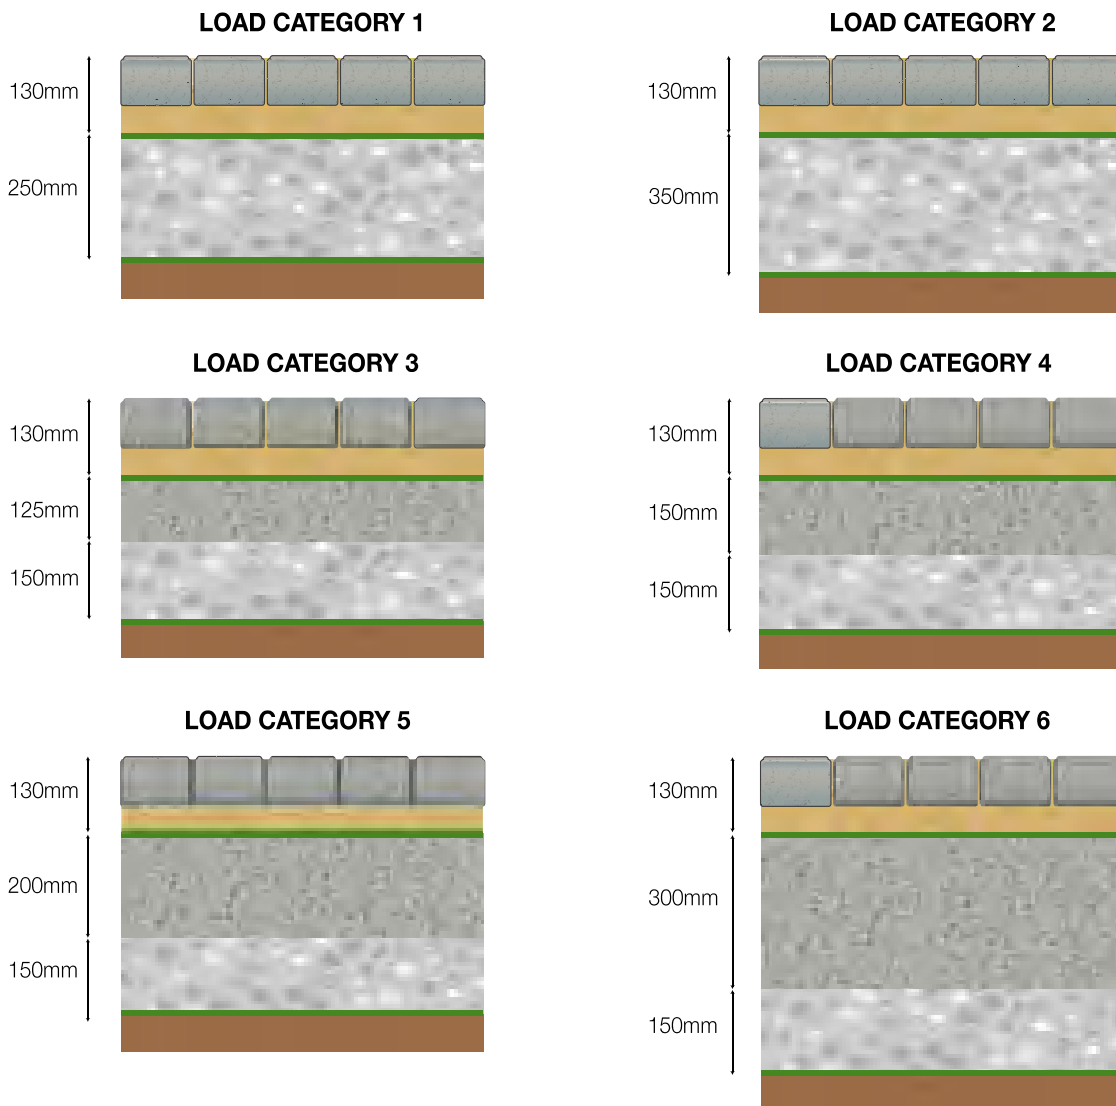 LOAD CATEGORY 1
130mm
250mm
LOAD CATEGORY 2
130mm
350mm
LOAD CATEGORY 3
130mm
125mm
150mm
LOAD CATEGORY 4
130mm
150mm
150mm
LOAD CATEGORY 5
130mm
200mm
150mm
LOAD CATEGORY 6
130mm
300mm
150mm